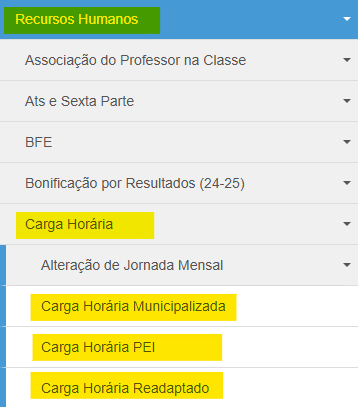 Recursos Humanos
Associação do Professor na Classe
Ats e Sexta Parte
BFE
Bonificação por Resultados (24-25)
Carga Horária
Alteração de Jornada Mensal
Carga Horária Municipalizada
Carga Horária PEI
Carga Horária Readaptado